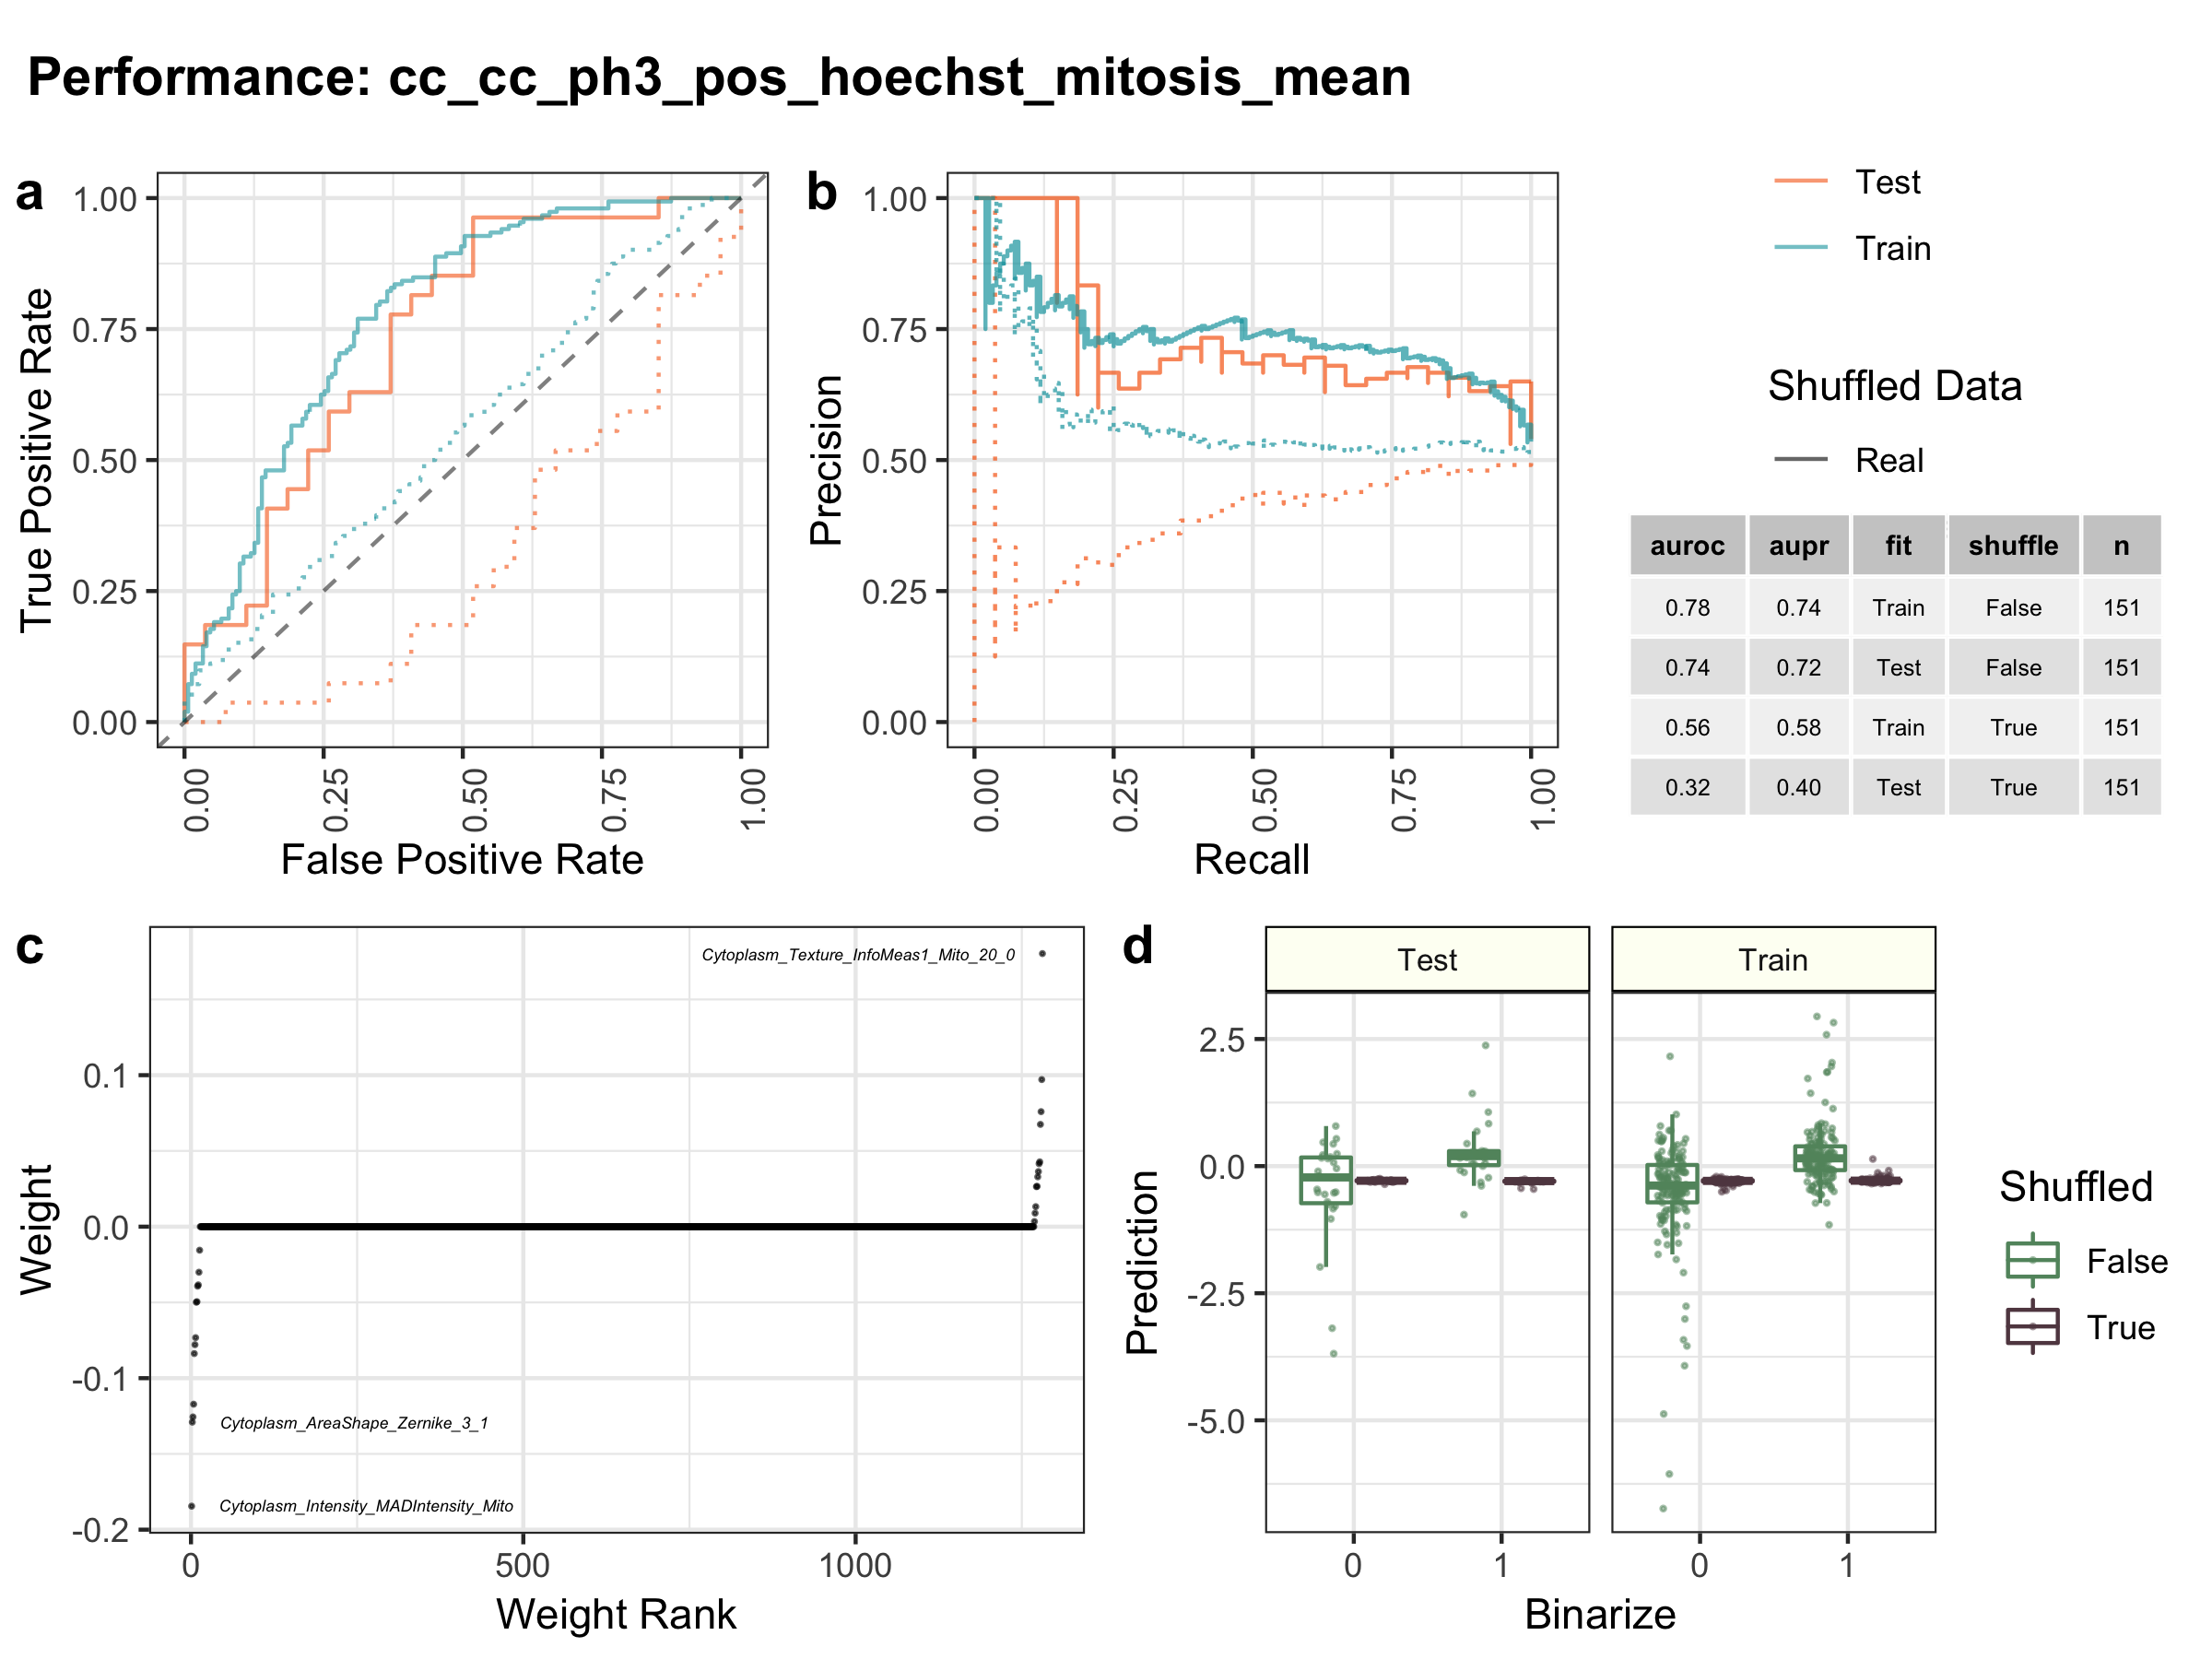 Performance: cc_cc_ph3_pos_hoechst_mitosis_mean
a
1.00
0.75
0.50
0.25
0.00
True Positive Rate
0.00
0.25
0.50
0.75
1.00
False Positive Rate
b
1.00
0.75
0.50
0.25
0.00
Precision
0.00
0.25
0.50
0.75
1.00
Recall
Test
Train
Shuffled Data
Real
auroc aupr fit shuffle n
0.78 0.74 Train False 151
0.74 0.72 Test False 151
0.56 0.58 Train True 151
0.32 0.40 Test True 151
c
Cytoplasm_Texture_InfoMeas1_Mito_20_0
Cytoplasm_AreaShape_Zernike_3_1
Cytoplasm_Intensity_MADIntensity_Mito
0.1
0.0
-0.1
-0.2
Weight
0
500
1000
Weight Rank
d
Test
Train
2.5
0.0
-2.5
-5.0
Prediction
0
1
0
1
Binarize
Shuffled
False
True